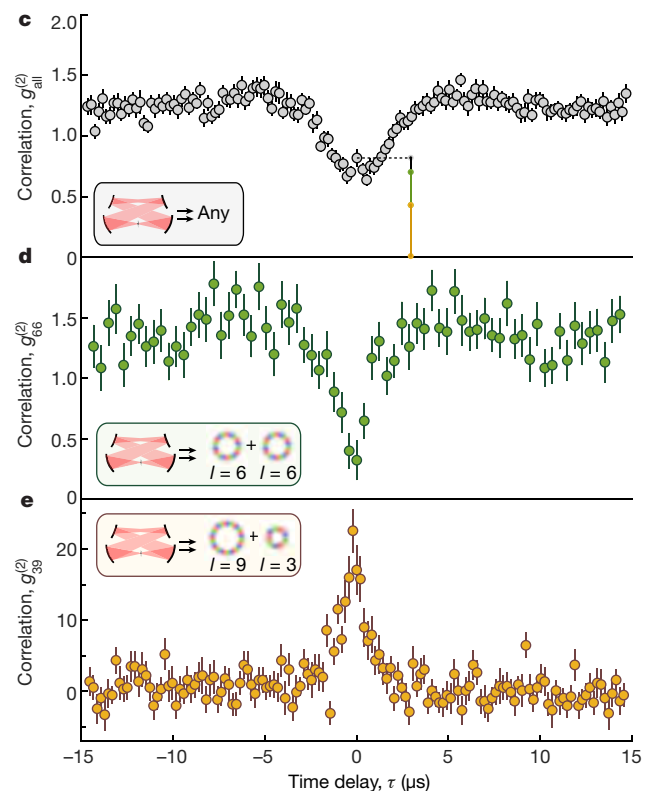 c
2.0
1.5
1.0
0.5
0
Correlation, g^{(2)}_{all}
Any
d
1.5
1.0
0.5
0
Correlation, g^{(2)}_{66}
+
l = 6 l = 6
e
20
10
0
Correlation, g^{(2)}_{39}
+
l = 9 l = 3
−15 −10 −5 0 5 10 15
Time delay, τ (μs)